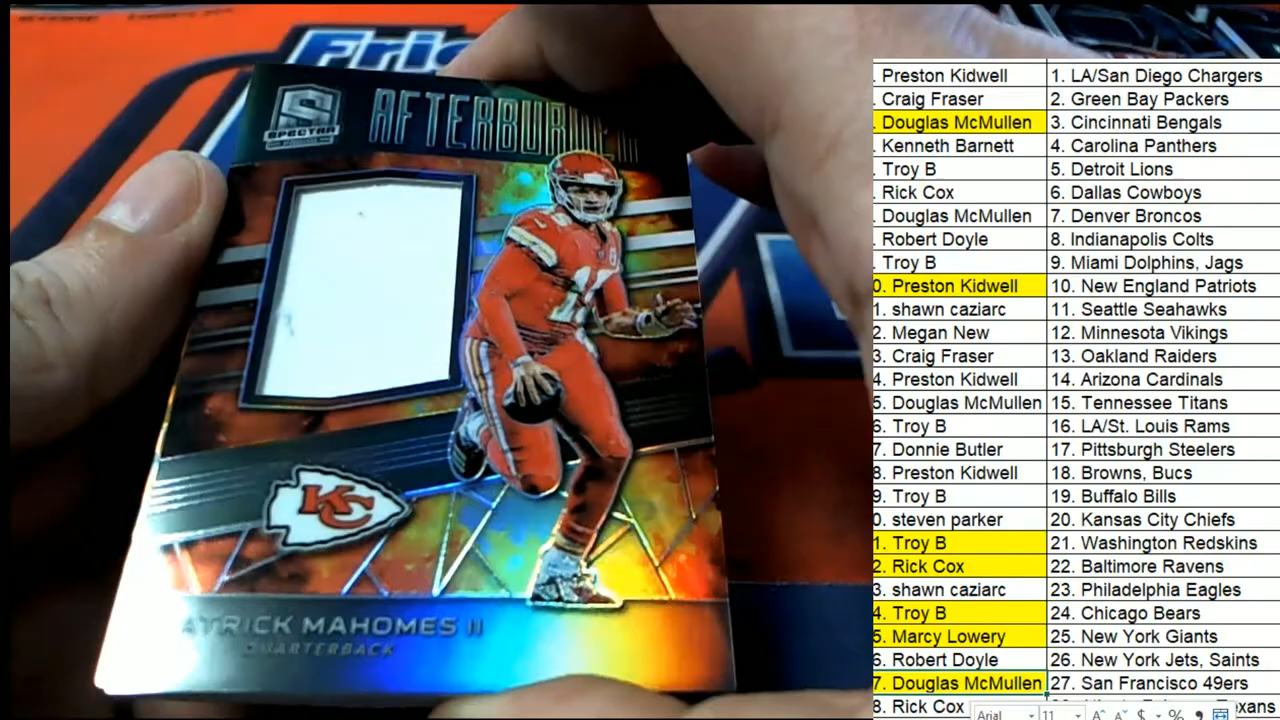 Fris
S
SPECTRA
AFTERBURNER
KC
PATRICK MAHOMES II
QUARTERBACK
. Preston Kidwell 1. LA/San Diego Chargers
. Craig Fraser 2. Green Bay Packers
. Douglas McMullen 3. Cincinnati Bengals
. Kenneth Barnett 4. Carolina Panthers
. Troy B 5. Detroit Lions
. Rick Cox 6. Dallas Cowboys
. Douglas McMullen 7. Denver Broncos
. Robert Doyle 8. Indianapolis Colts
. Troy B 9. Miami Dolphins, Jags
0. Preston Kidwell 10. New England Patriots
1. shawn caziarc 11. Seattle Seahawks
2. Megan New 12. Minnesota Vikings
3. Craig Fraser 13. Oakland Raiders
4. Preston Kidwell 14. Arizona Cardinals
5. Douglas McMullen 15. Tennessee Titans
6. Troy B 16. LA/St. Louis Rams
7. Donnie Butler 17. Pittsburgh Steelers
8. Preston Kidwell 18. Browns, Bucs
9. Troy B 19. Buffalo Bills
0. steven parker 20. Kansas City Chiefs
1. Troy B 21. Washington Redskins
2. Rick Cox 22. Baltimore Ravens
3. shawn caziarc 23. Philadelphia Eagles
4. Troy B 24. Chicago Bears
5. Marcy Lowery 25. New York Giants
6. Robert Doyle 26. New York Jets, Saints
7. Douglas McMullen 27. San Francisco 49ers
8. Rick Cox
Arial 11 A A $ % ,